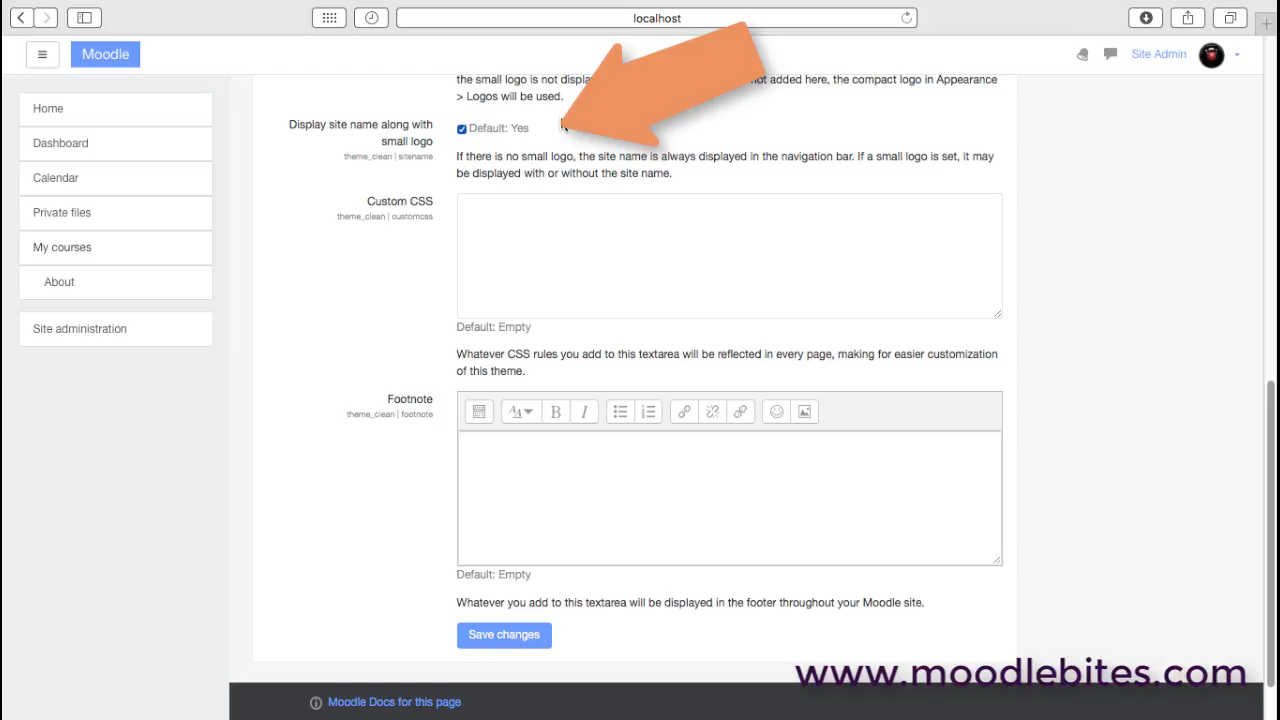 localhost
Moodle
Site Admin
Home
Dashboard
Calendar
Private files
My courses
About
Site administration
the small logo is not not added here, the compact logo in Appearance
> Logos will be used.
Display site name along with
small logo
theme_clean | sitename
Default: Yes
If there is no small logo, the site name is always displayed in the navigation bar. If a small logo is set, it may
be displayed with or without the site name.
Custom CSS
theme_clean | customcss
Default: Empty
Whatever CSS rules you add to this textarea will be reflected in every page, making for easier customization
of this theme.
Footnote
theme_clean | footnote
Default: Empty
Whatever you add to this textarea will be displayed in the footer throughout your Moodle site.
Save changes
www.moodlebites.com
Moodle Docs for this page